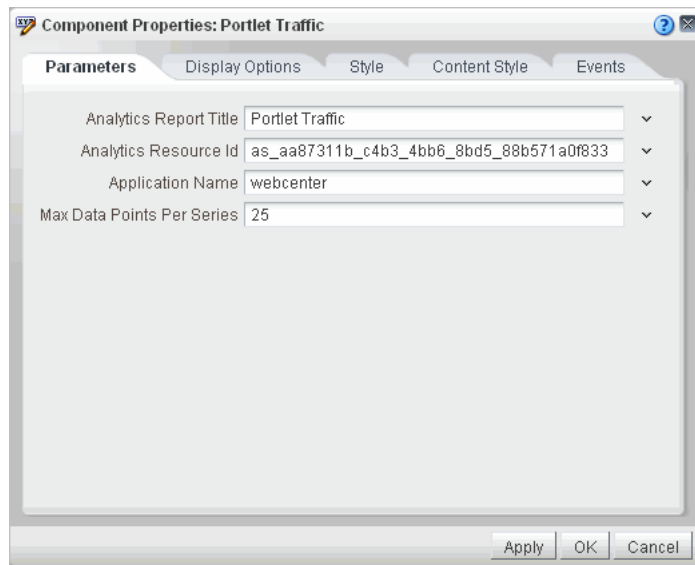 Component Properties: Portlet Traffic
Parameters Display Options Style Content Style Events
Analytics Report Title Portlet Traffic
Analytics Resource Id as_aa87311b_c4b3_4bb6_8bd5_88b571a0f833
Application Name webcenter
Max Data Points Per Series 25
Apply OK Cancel